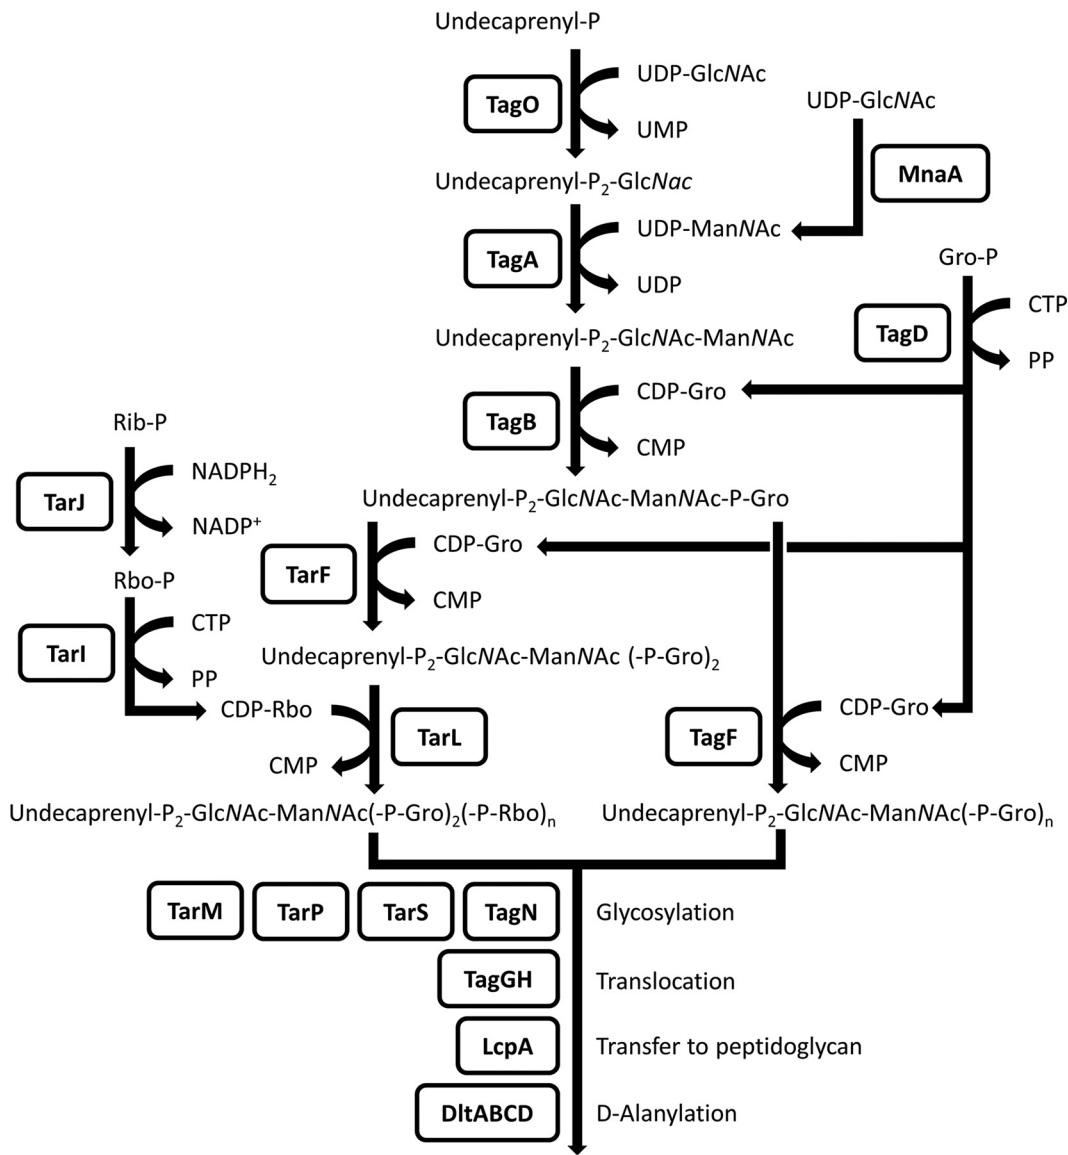 Undecaprenyl-P
UDP-GlcNAc
TagO
UDP-GlcNAc
UMP
MnaA
Undecaprenyl-P2-GlcNac
UDP-ManNAc
TagA
Gro-P
UDP
CTP
TagD
Undecaprenyl-P2-GlcNAc-ManNAc
PP
CDP-Gro
TagB
Rib-P
CMP
NADPH2
TarJ
Undecaprenyl-P2-GlcNAc-ManNAc-P-Gro
NADP+
CDP-Gro
TarF
Rbo-P
CMP
CTP
TarI
Undecaprenyl-P2-GlcNAc-ManNAc (-P-Gro)2
PP
CDP-Rbo
CDP-Gro
TarL
TagF
CMP
CMP
Undecaprenyl-P2-GlcNAc-ManNAc(-P-Gro)2(-P-Rbo)n
Undecaprenyl-P2-GlcNAc-ManNAc(-P-Gro)n
TarM TarP TarS TagN Glycosylation
TagGH Translocation
LcpA Transfer to peptidoglycan
DltABCD D-Alanylation